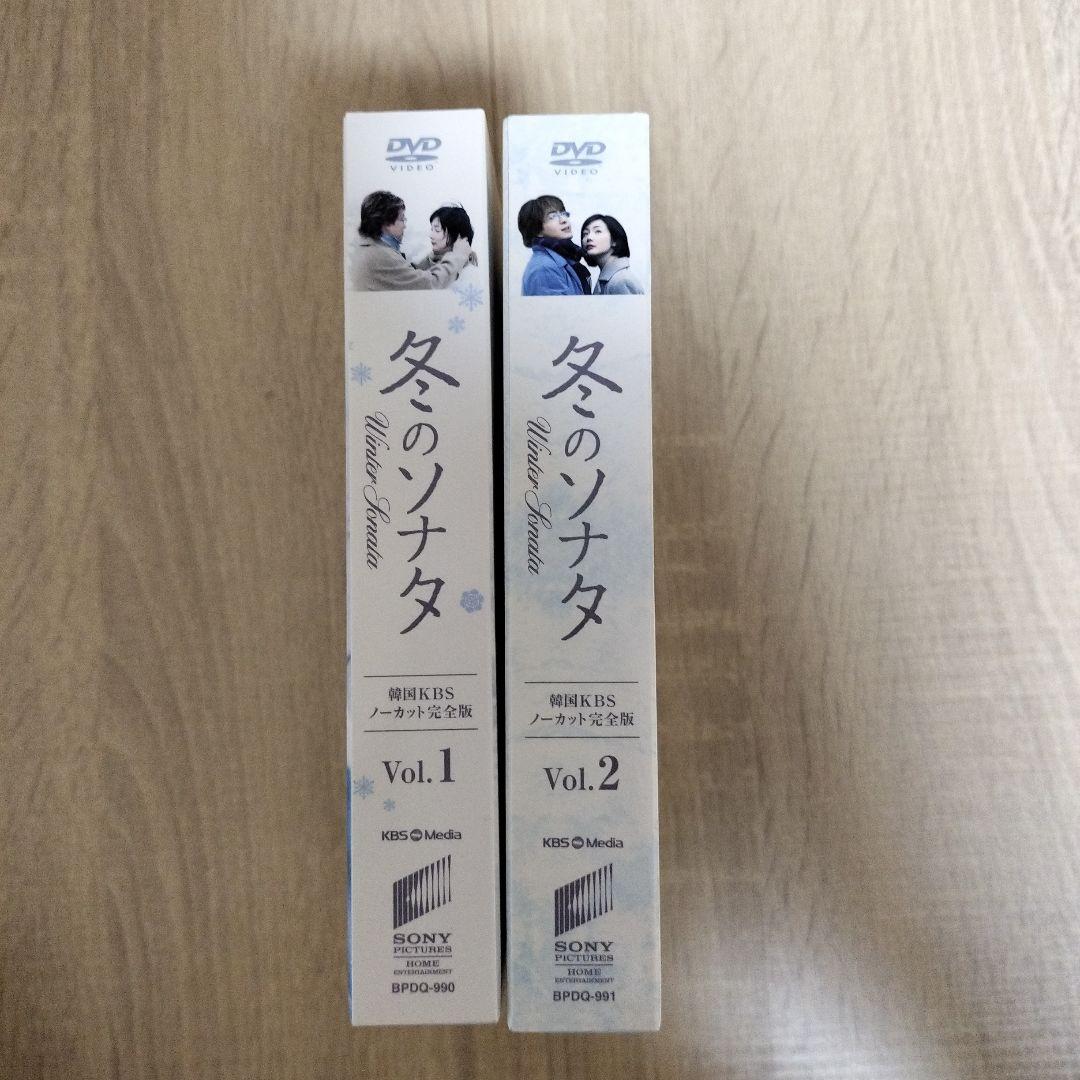 DVD
VIDEO
冬のソナタ
Winter Sonata
韓国KBS
ノーカット完全版
Vol.1
KBS Media
SONY
PICTURES
HOME
ENTERTAINMENT
BPDQ-990
DVD
VIDEO
冬のソナタ
Winter Sonata
韓国KBS
ノーカット完全版
Vol.2
KBS Media
SONY
PICTURES
HOME
ENTERTAINMENT
BPDQ-991